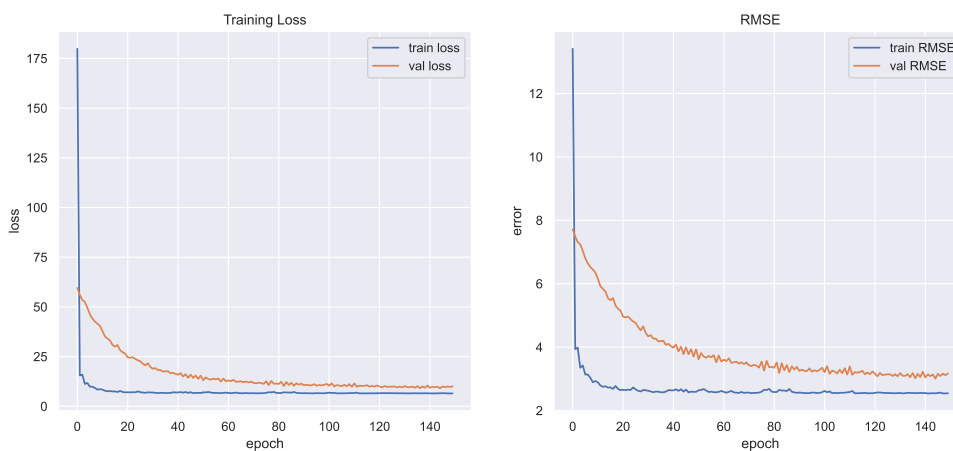 Training Loss
train loss
val loss
175
150
125
100
75
50
25
0
loss
0 20 40 60 80 100 120 140
epoch
RMSE
train RMSE
val RMSE
12
10
8
6
4
2
error
0 20 40 60 80 100 120 140
epoch